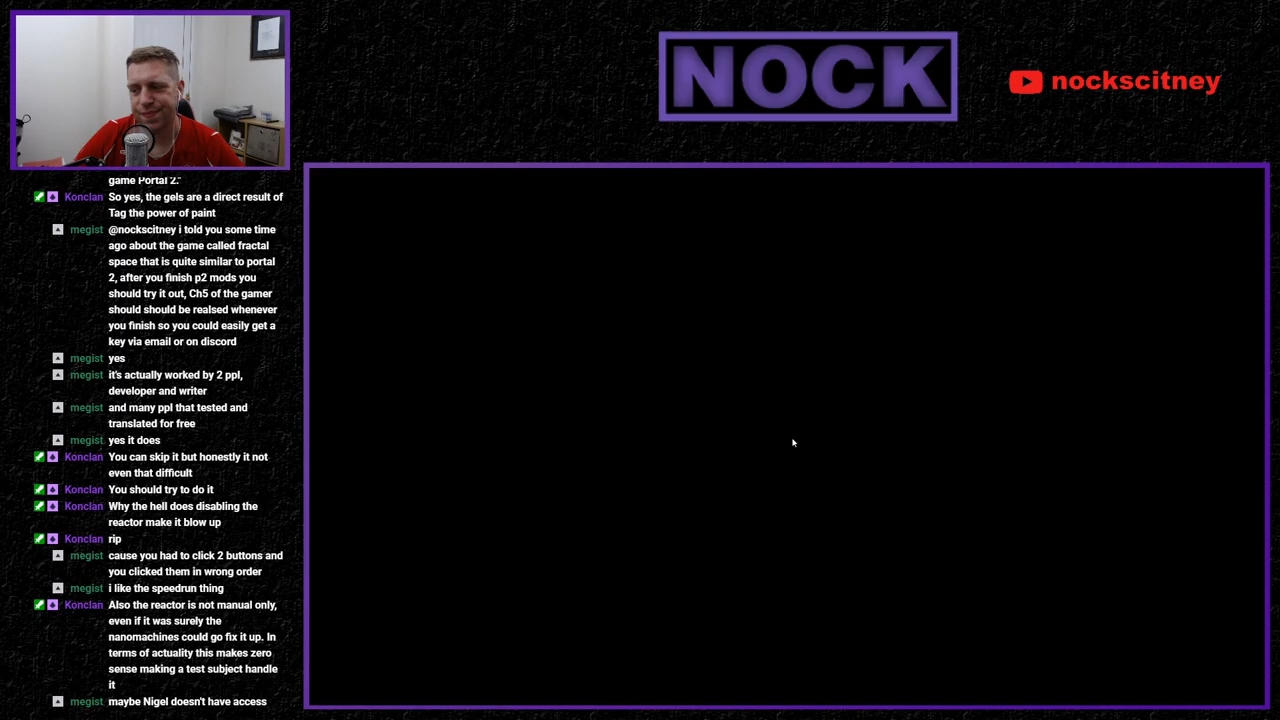 NOCK
nockscitney
game Portal 2."
Konclan So yes, the gels are a direct result of
Tag the power of paint
megist @nockscitney i told you some time
ago about the game called fractal
space that is quite similar to portal
2, after you finish p2 mods you
should try it out, Ch5 of the gamer
should should be realsed whenever
you finish so you could easily get a
key via email or on discord
megist yes
megist it's actually worked by 2 ppl,
developer and writer
megist and many ppl that tested and
translated for free
megist yes it does
Konclan You can skip it but honestly it not
even that difficult
Konclan You should try to do it
Konclan Why the hell does disabling the
reactor make it blow up
Konclan rip
megist cause you had to click 2 buttons and
you clicked them in wrong order
megist i like the speedrun thing
Konclan Also the reactor is not manual only,
even if it was surely the
nanomachines could go fix it up. In
terms of actuality this makes zero
sense making a test subject handle
it
megist maybe Nigel doesn't have access